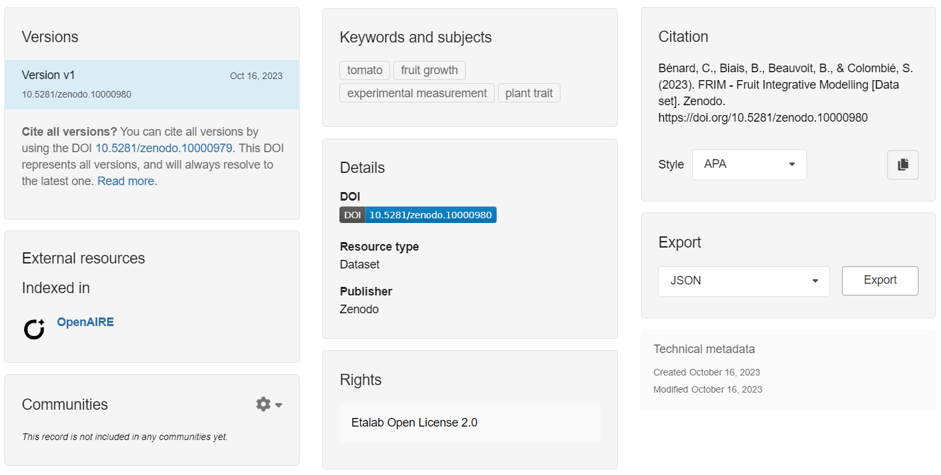 Versions
Version v1 Oct 16, 2023
10.5281/zenodo.10000980
Cite all versions? You can cite all versions by
using the DOI 10.5281/zenodo.10000979. This DOI
represents all versions, and will always resolve to
the latest one. Read more.
External resources
Indexed in
OpenAIRE
Communities
This record is not included in any communities yet.
Keywords and subjects
tomato fruit growth
experimental measurement plant trait
Details
DOI
DOI 10.5281/zenodo.10000980
Resource type
Dataset
Publisher
Zenodo
Rights
Etalab Open License 2.0
Citation
Bénard, C., Biais, B., Beauvoit, B., & Colombié, S.
(2023). FRIM - Fruit Integrative Modelling [Data
set]. Zenodo.
https://doi.org/10.5281/zenodo.10000980
Style APA
Export
JSON Export
Technical metadata
Created October 16, 2023
Modified October 16, 2023